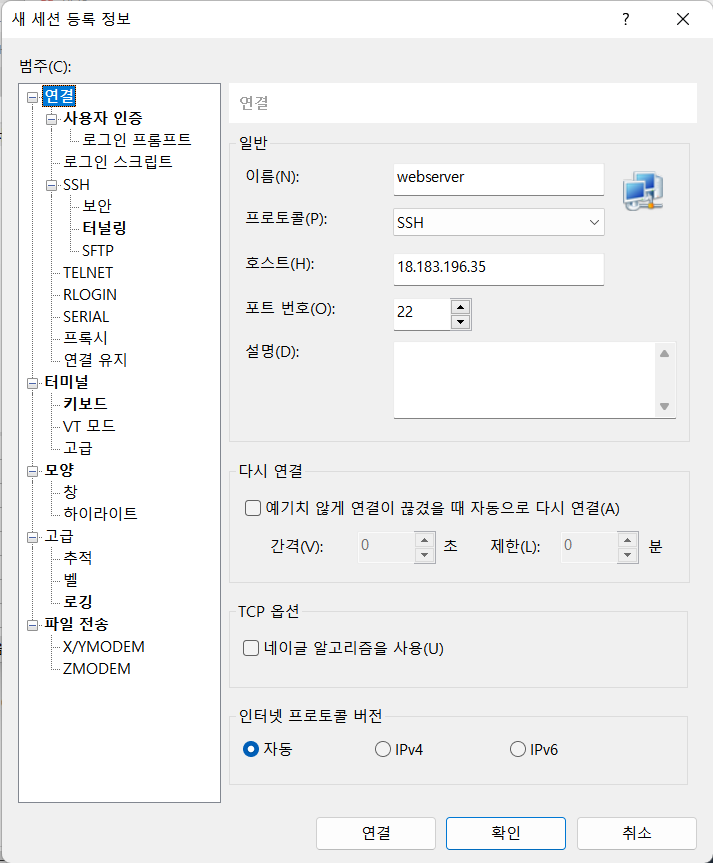 새 세션 등록 정보
?
범주(C):
연결
사용자 인증
로그인 프롬프트
로그인 스크립트
SSH
보안
터널링
SFTP
TELNET
RLOGIN
SERIAL
프록시
연결 유지
터미널
키보드
VT 모드
고급
모양
창
하이라이트
고급
추적
벨
로깅
파일 전송
X/YMODEM
ZMODEM
연결
일반
이름(N): webserver
프로토콜(P): SSH
호스트(H): 18.183.196.35
포트 번호(O): 22
설명(D):
다시 연결
예기치 않게 연결이 끊겼을 때 자동으로 다시 연결(A)
간격(V): 0 초 제한(L): 0 분
TCP 옵션
네이글 알고리즘을 사용(U)
인터넷 프로토콜 버전
자동 IPv4 IPv6
연결 확인 취소